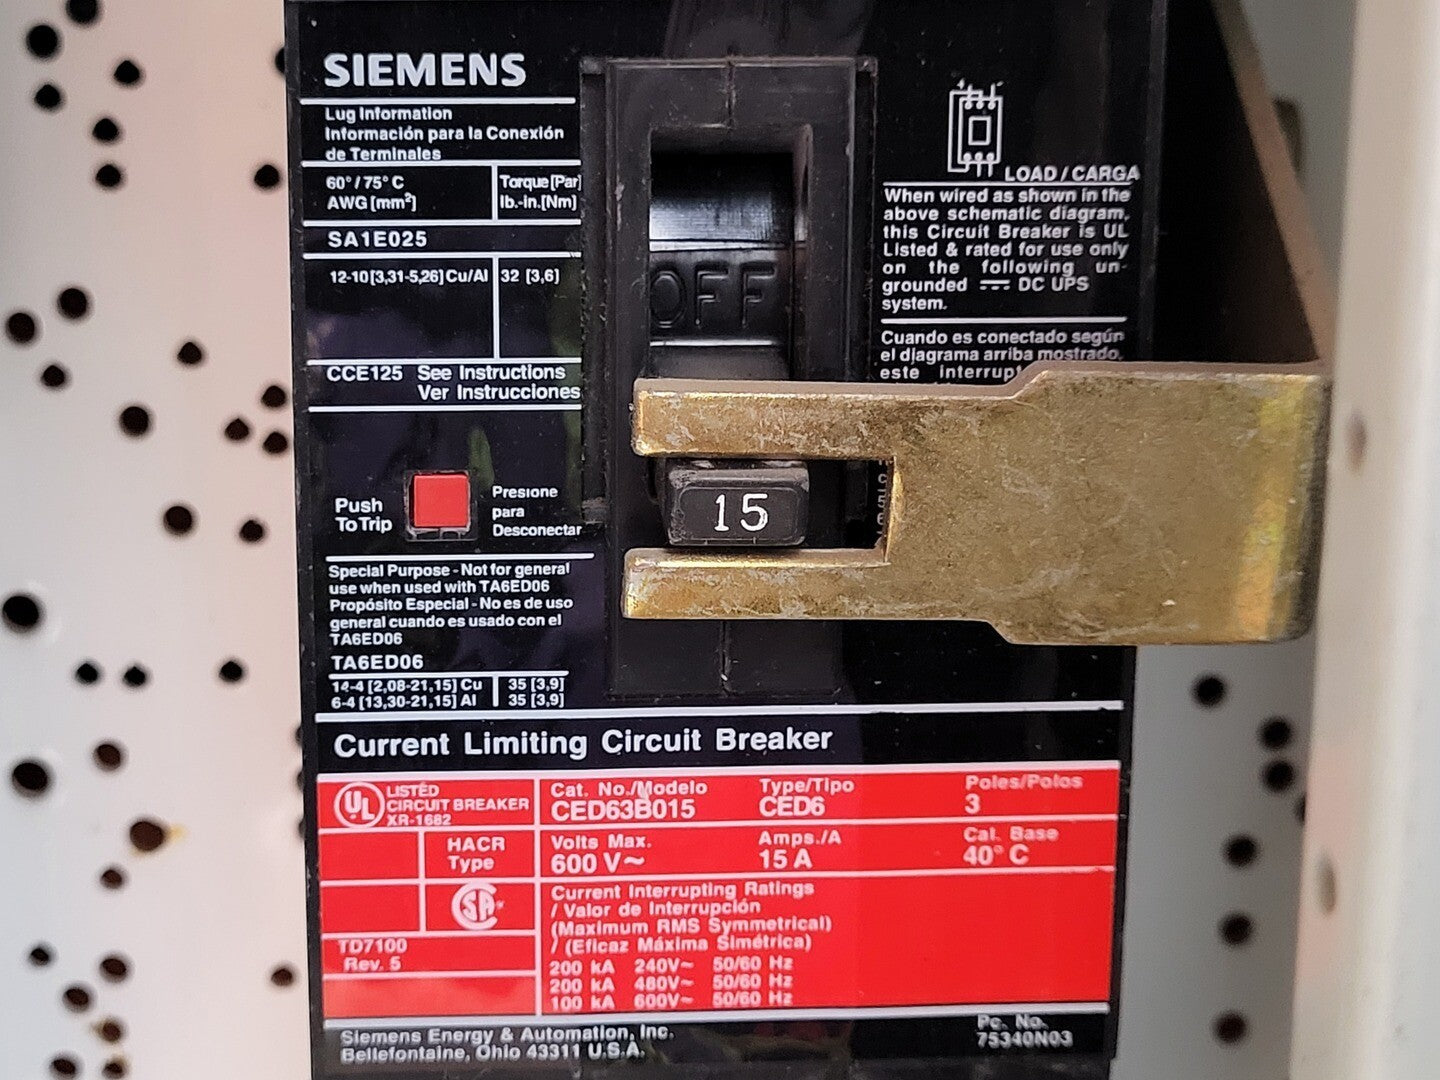 SIEMENS
Lug Information
Información para la Conexión
de Terminales
60°/75° C
AWG [mm²]
Torque [Par]
lb.-in.[Nm]
SA1E025
12-10 [3,31-5,26] Cu/Al
32 [3,6]
CCE125 See Instructions
Ver Instrucciones
Push
To Trip
Presione
para
Desconectar
Special Purpose - Not for general
use when used with TA6ED06
Propósito Especial - No es de uso
general cuando es usado con el
TA6ED06
TA6ED06
14-4 [2,08-21,15] Cu 35 [3,9]
6-4 [13,30-21,15] Al 35 [3,9]
OFF
15
LOAD / CARGA
When wired as shown in the
above schematic diagram,
this Circuit Breaker is UL
Listed & rated for use only
on the following un-
grounded DC UPS
system.
Cuando es conectado según
el diagrama arriba mostrado,
este
Current Limiting Circuit Breaker
UL LISTED
CIRCUIT BREAKER
XR-1682
HACR
Type
SA
TD7100
Rev. 5
Cat. No./Modelo
CED63B015
Type/Tipo
CED6
Poles/Polos
3
Volts Max.
600 V~
Amps./A
15 A
Cal. Base
40° C
Current Interrupting Ratings
/ Valor de Interrupción
(Maximum RMS Symmetrical)
/ (Eficaz Máxima Simétrica)
200 kA 240V~ 50/60 Hz
200 kA 480V~ 50/60 Hz
100 kA 600V~ 50/60 Hz
Siemens Energy & Automation, Inc.
Bellefontaine, Ohio 43311 U.S.A.
Pc. No.
75340N03